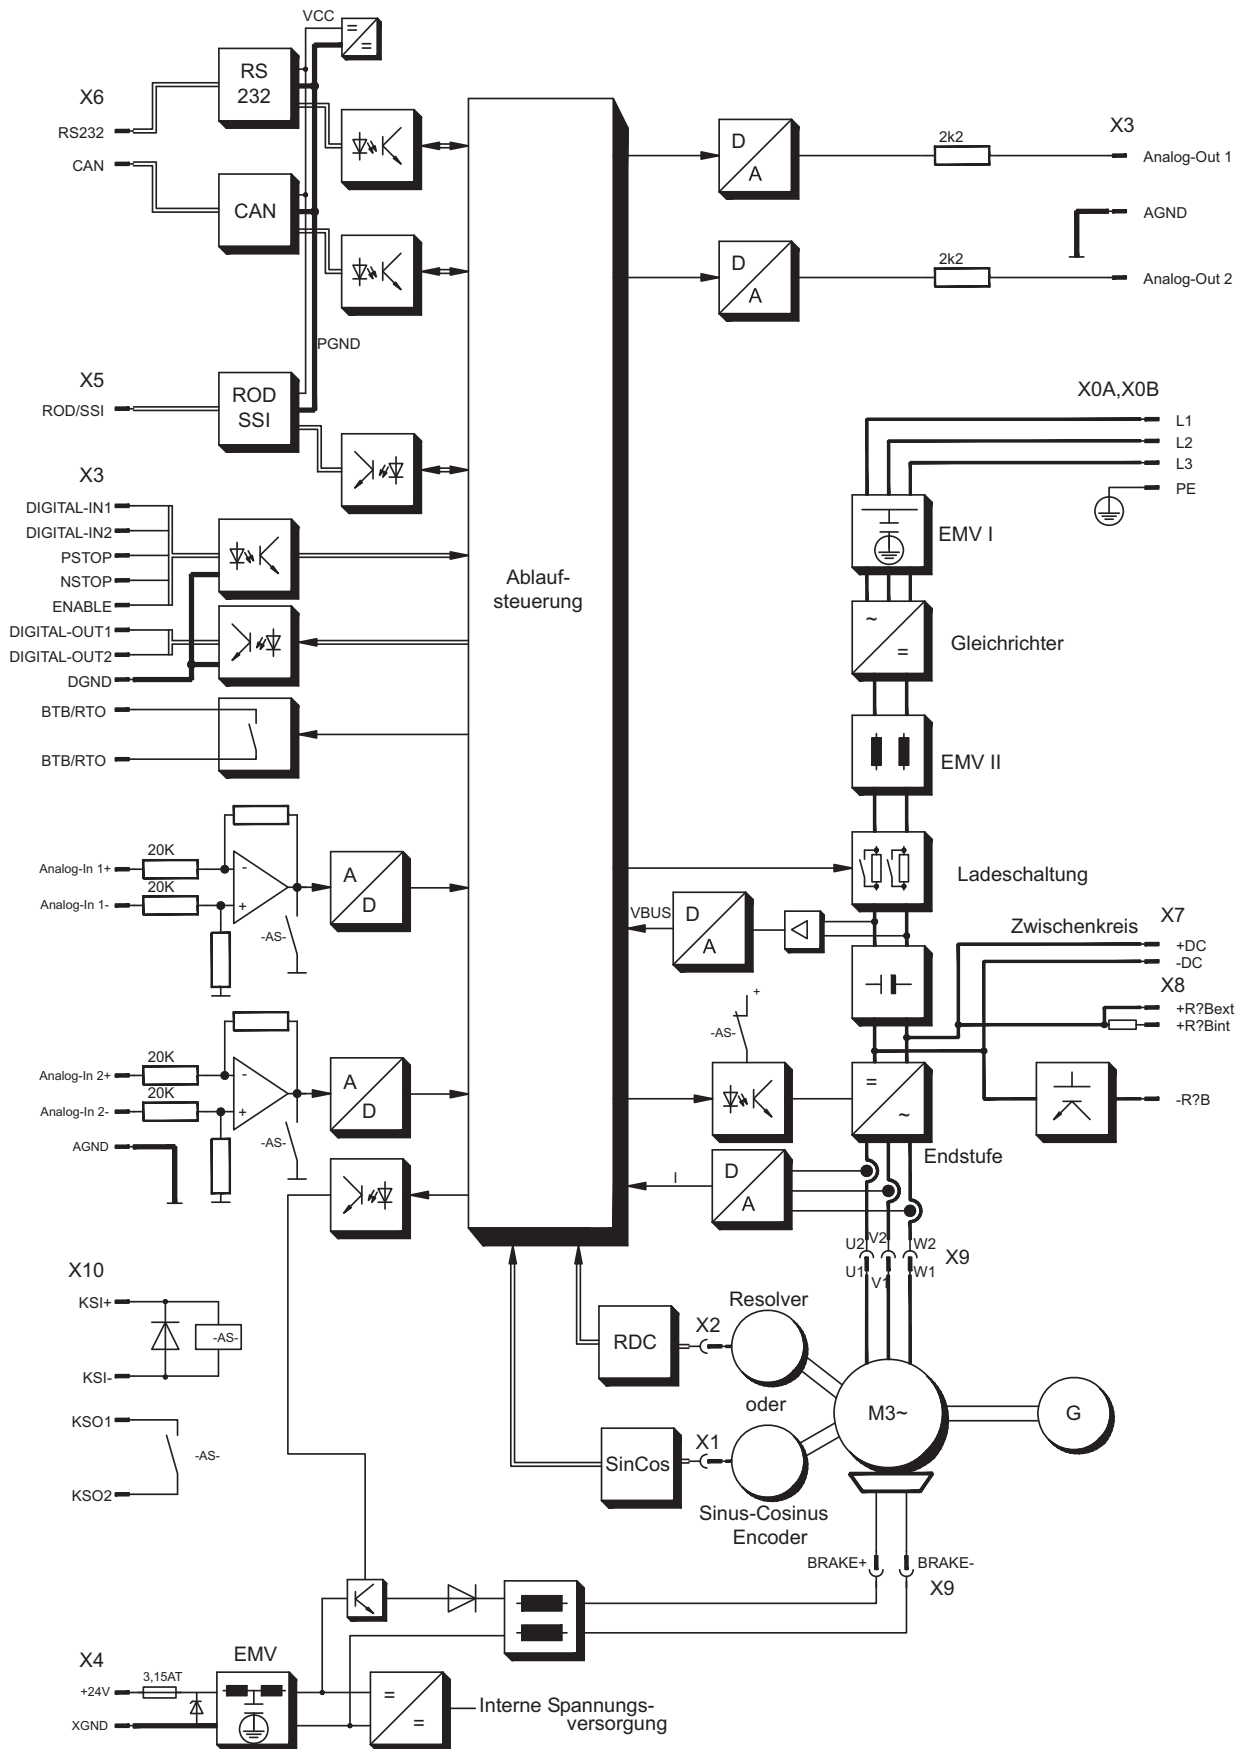 VCC
=
=
RS
232
X6
RS232
CAN
CAN
PGND
X5
ROD/SSI
ROD
SSI
X3
DIGITAL-IN1
DIGITAL-IN2
PSTOP
NSTOP
ENABLE
DIGITAL-OUT1
DIGITAL-OUT2
DGND
BTB/RTO
BTB/RTO
20K
Analog-In 1+
20K
Analog-In 1-
-
+
-AS-
A
D
20K
Analog-In 2+
20K
Analog-In 2-
AGND
-
+
-AS-
A
D
X10
KSI+
-AS-
KSI-
KSO1
-AS-
KSO2
X4
3,15AT
+24V
XGND
EMV
=
=
Interne Spannungs-
versorgung
Ablauf-
steuerung
D
A
2k2
X3
Analog-Out 1
AGND
D
A
2k2
Analog-Out 2
X0A,X0B
L1
L2
L3
PE
EMV I
~
=
Gleichrichter
EMV II
Ladeschaltung
VBUS
D
A
Zwischenkreis
X7
+DC
-DC
X8
+R?Bext
+R?Bint
-R?B
+
-AS-
=
~
Endstufe
I
D
A
U2
V2
W2
X9
U1
V1
W1
RDC
X2
Resolver
oder
M3~
G
SinCos
X1
Sinus-Cosinus
Encoder
BRAKE+
BRAKE-
X9